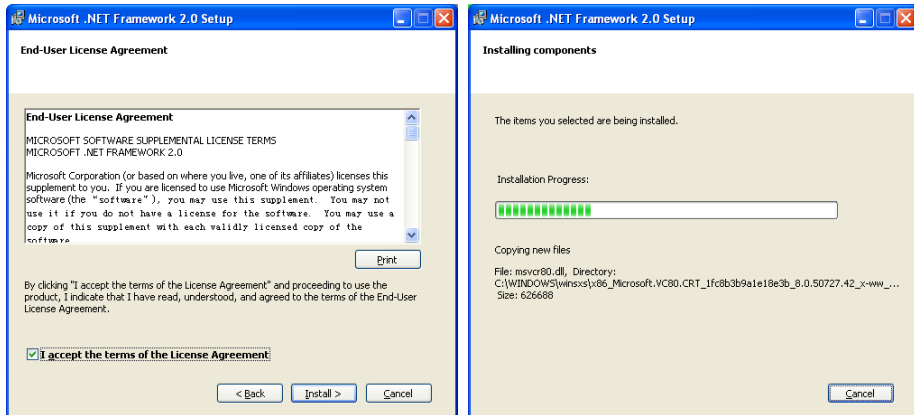 Microsoft .NET Framework 2.0 Setup
End-User License Agreement
End-User License Agreement
MICROSOFT SOFTWARE SUPPLEMENTAL LICENSE TERMS
MICROSOFT .NET FRAMEWORK 2.0
Microsoft Corporation (or based on where you live, one of its affiliates) licenses this
supplement to you. If you are licensed to use Microsoft Windows operating system
software (the "software"), you may use this supplement. You may not
use it if you do not have a license for the software. You may use a
copy of this supplement with each validly licensed copy of the
software
Print
By clicking "I accept the terms of the License Agreement" and proceeding to use the
product, I indicate that I have read, understood, and agreed to the terms of the End-User
License Agreement.
I accept the terms of the License Agreement
< Back
Install >
Cancel
Microsoft .NET Framework 2.0 Setup
Installing components
The items you selected are being installed.
Installation Progress:
Copying new files
File: msvcr80.dll, Directory:
C:\WINDOWS\winsxs\x86_Microsoft.VC80.CRT_1fc8b3b9a1e18e3b_8.0.50727.42_x-ww_...
Size: 626688
Cancel